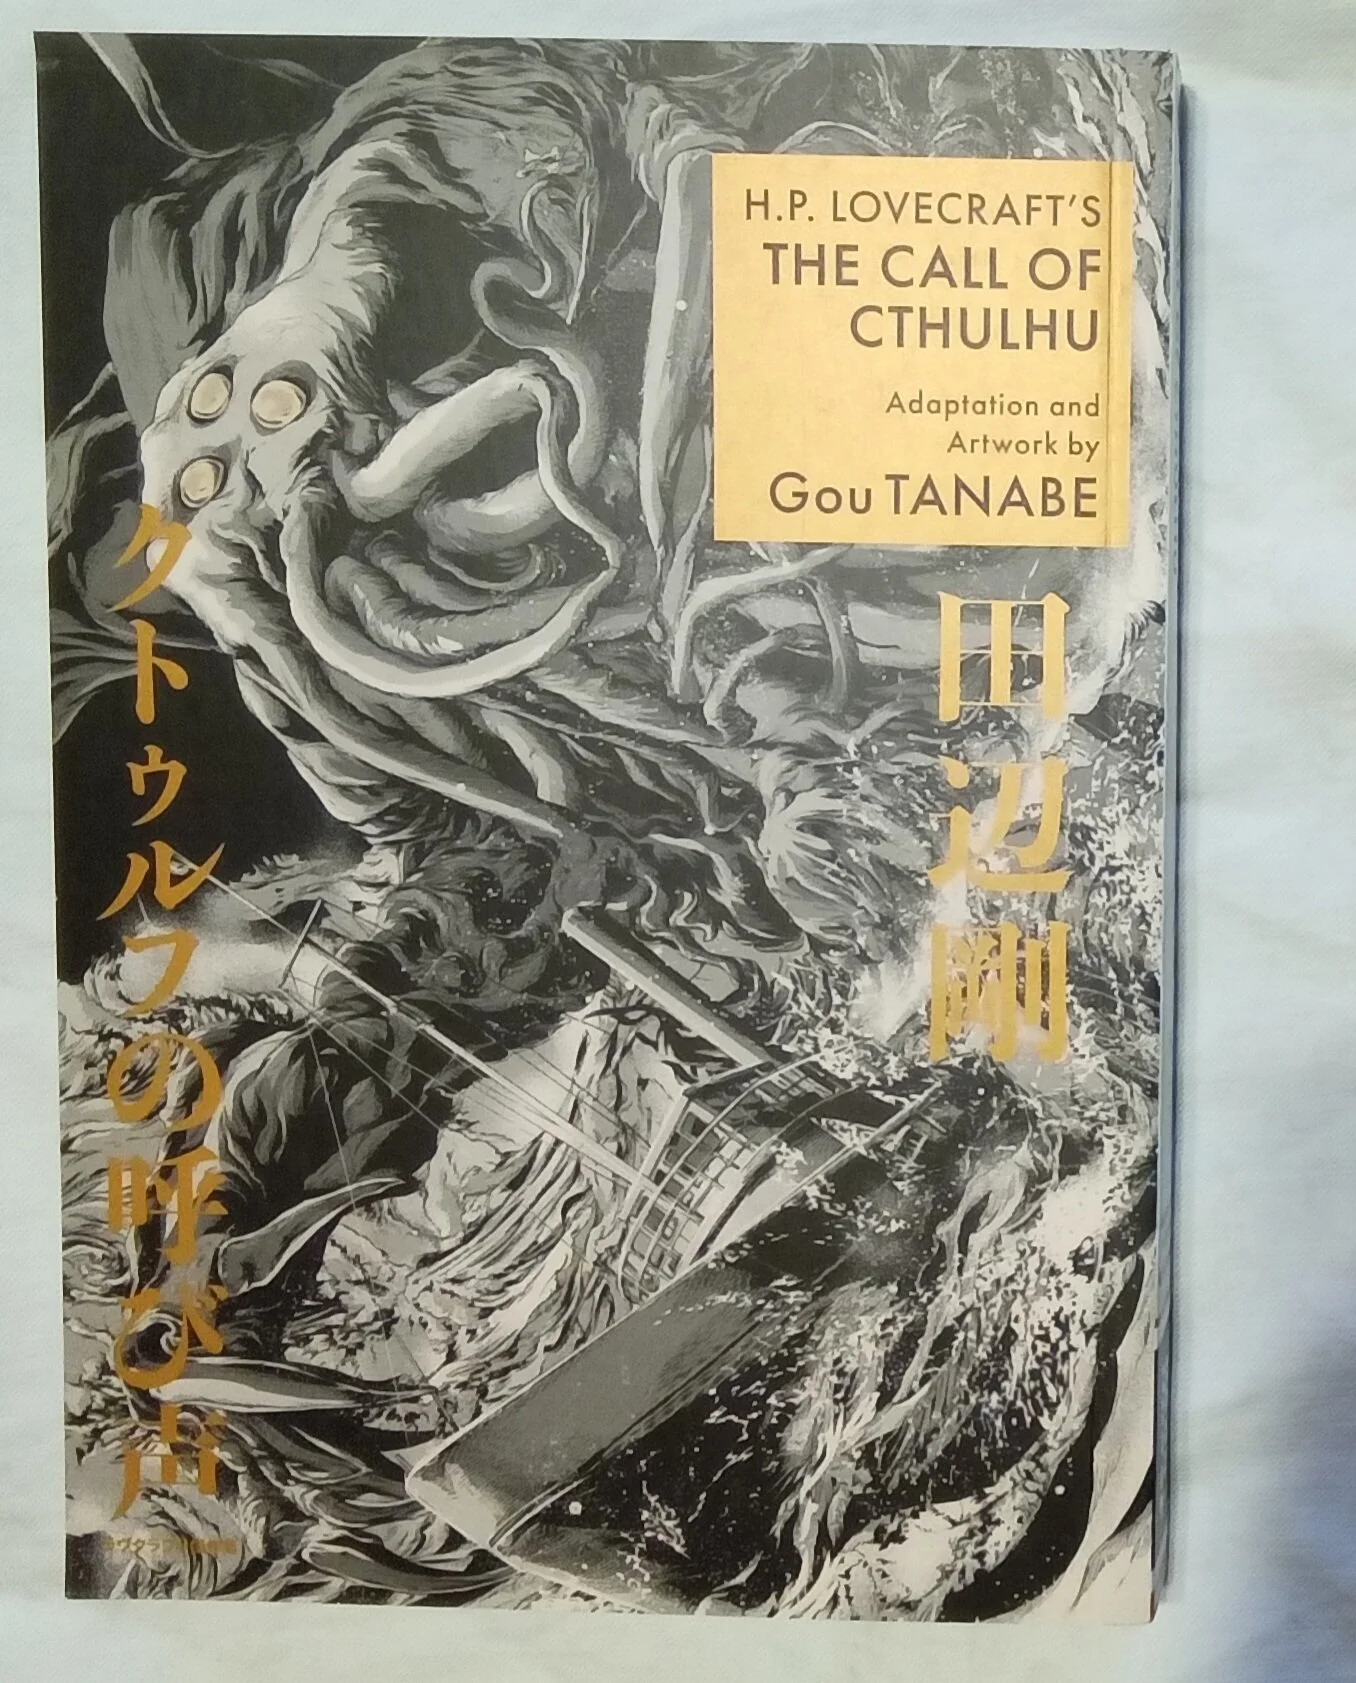 H.P. LOVECRAFT'S
THE CALL OF
CTHULHU
Adaptation and
Artwork by
Gou TANABE
田辺剛
クトゥルフの呼び声